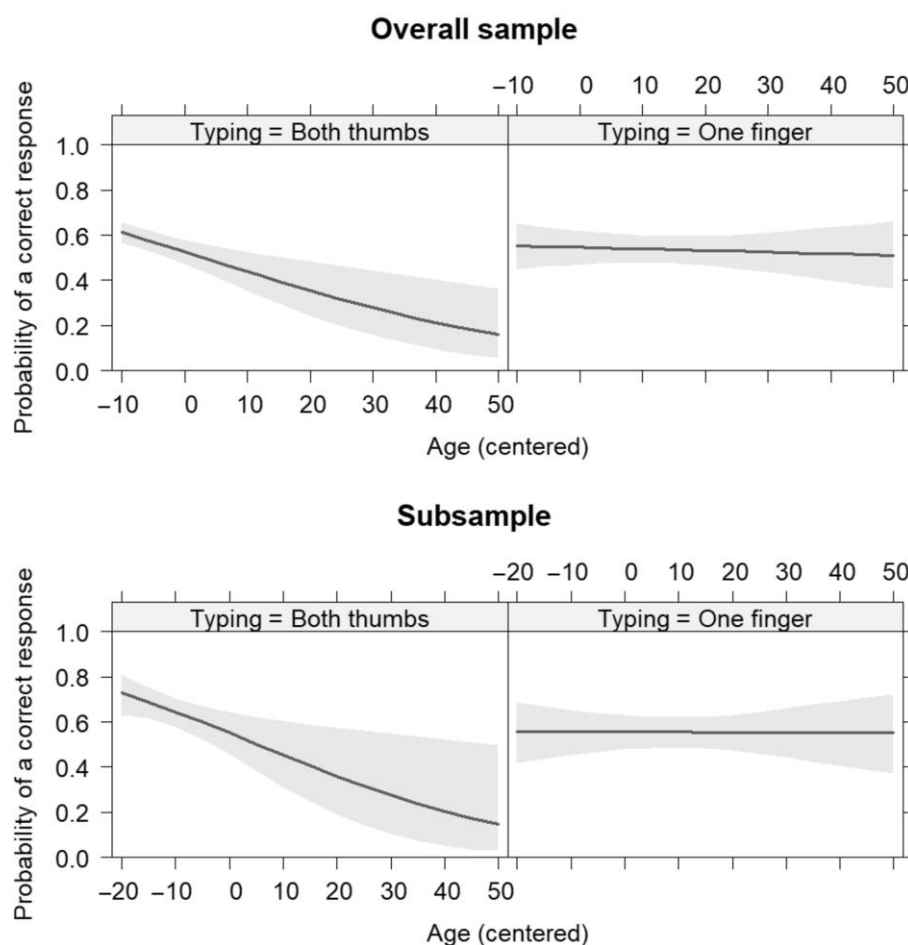 Overall sample
−10 0 10 20 30 40 50
Typing = Both thumbs Typing = One finger
Probability of a correct response
1.0
0.8
0.6
0.4
0.2
0.0
−10 0 10 20 30 40 50
Age (centered)
Subsample
−20 −10 0 10 20 30 40 50
Typing = Both thumbs Typing = One finger
Probability of a correct response
1.0
0.8
0.6
0.4
0.2
0.0
−20 −10 0 10 20 30 40 50
Age (centered)